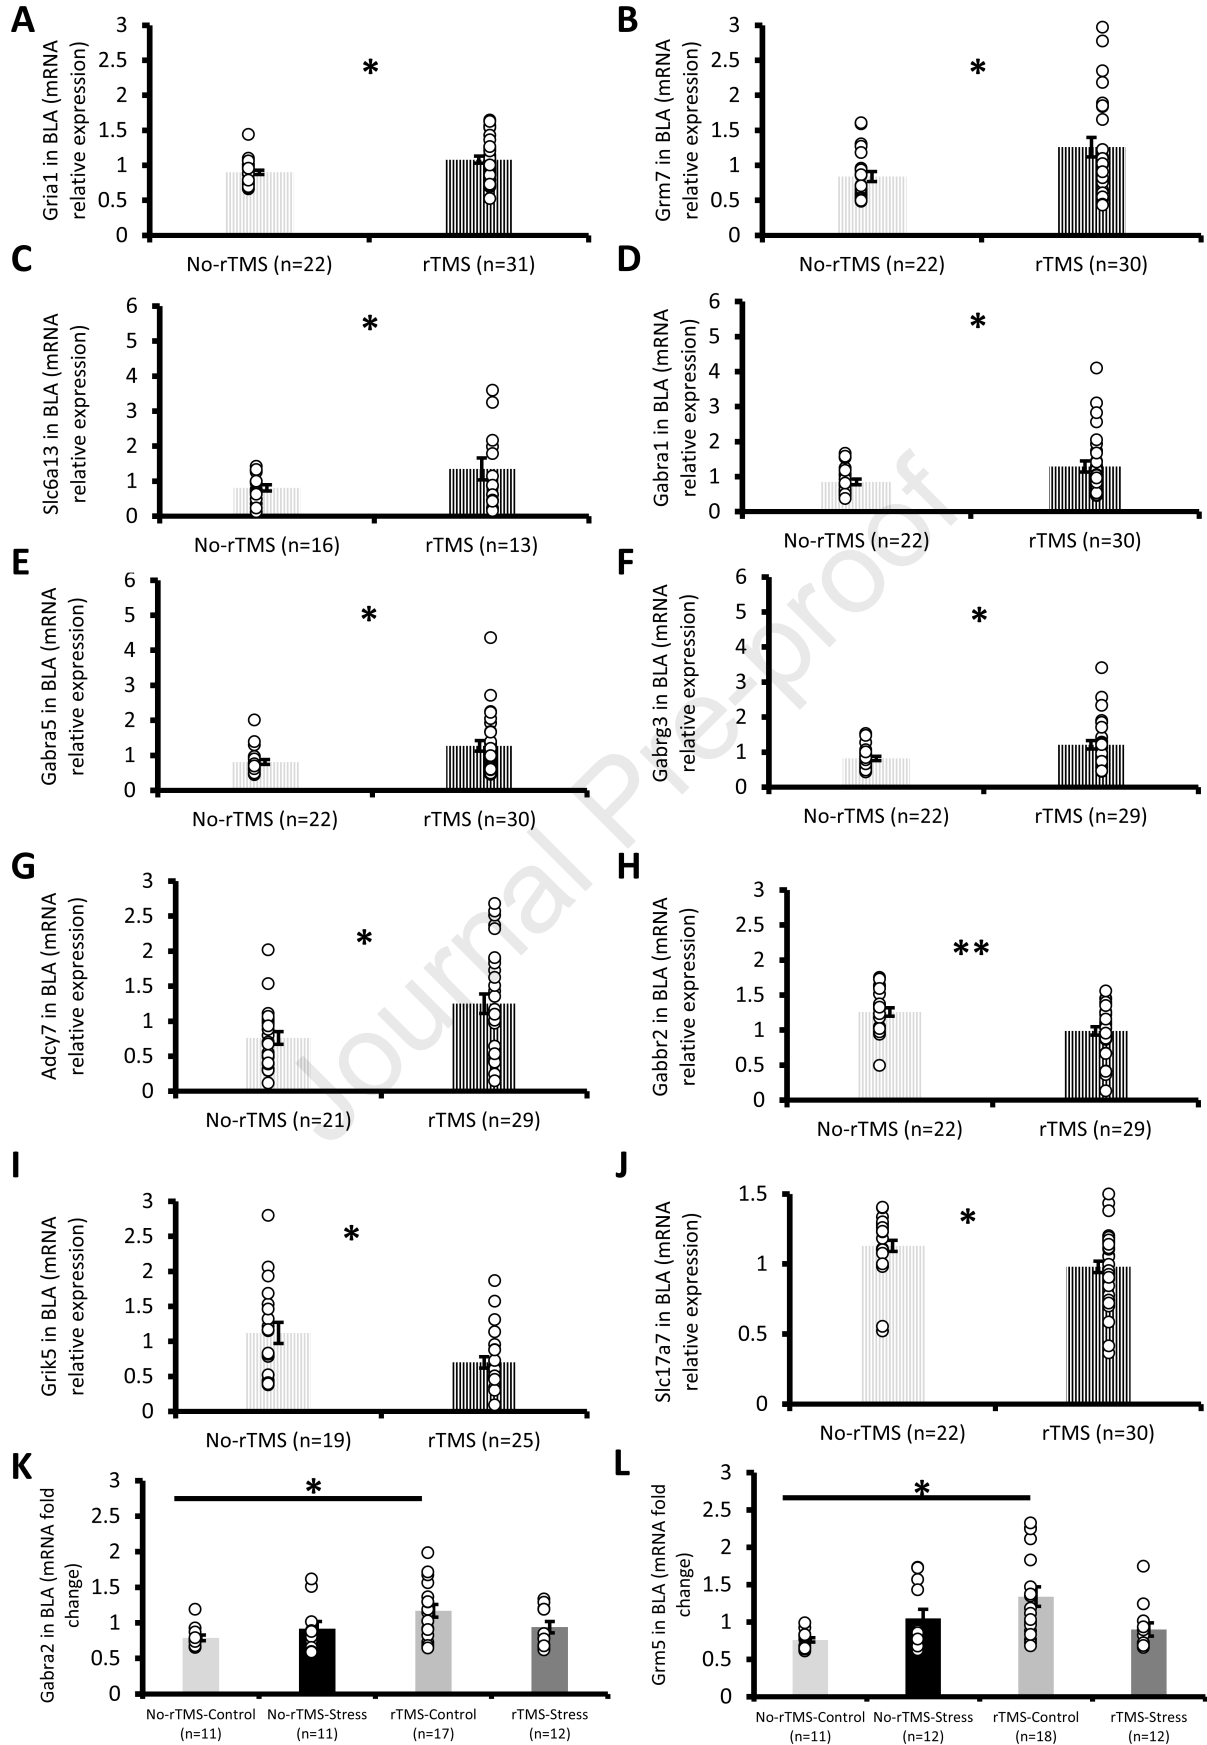 A
Gria1 in BLA (mRNA
relative expression)
3
2.5
2
1.5
1
0.5
0
*
No-rTMS (n=22)
rTMS (n=31)
B
Grm7 in BLA (mRNA
relative expression)
3
2.5
2
1.5
1
0.5
0
*
No-rTMS (n=22)
rTMS (n=30)
C
Slc6a13 in BLA (mRNA
relative expression)
6
5
4
3
2
1
0
*
No-rTMS (n=16)
rTMS (n=13)
D
Gabra1 in BLA (mRNA
relative expression)
6
5
4
3
2
1
0
*
No-rTMS (n=22)
rTMS (n=30)
E
Gabra5 in BLA (mRNA
relative expression)
6
5
4
3
2
1
0
*
No-rTMS (n=22)
rTMS (n=30)
F
Gabrg3 in BLA (mRNA
relative expression)
6
5
4
3
2
1
0
*
No-rTMS (n=22)
rTMS (n=29)
G
Adcy7 in BLA (mRNA
relative expression)
3
2
1.5
1
0.5
0
*
No-rTMS (n=21)
rTMS (n=29)
H
Gabbr2 in BLA (mRNA
relative expression)
3
2.5
2
1.5
1
0.5
0
**
No-rTMS (n=22)
rTMS (n=29)
I
Grik5 in BLA (mRNA
relative expression)
3
2.5
2
1.5
1
0.5
0
*
No-rTMS (n=19)
rTMS (n=25)
J
Slc17a7 in BLA (mRNA
relative expression)
1.5
1
0.5
0
*
No-rTMS (n=22)
rTMS (n=30)
K
Gabra2 in BLA (mRNA fold
change)
3
2.5
2
1.5
1
0.5
0
*
No-rTMS-Control
(n=11)
No-rTMS-Stress
(n=11)
rTMS-Control
(n=17)
rTMS-Stress
(n=12)
L
Grm5 in BLA (mRNA fold
change)
3
2.5
2
1.5
1
0.5
0
*
No-rTMS-Control
(n=11)
No-rTMS-Stress
(n=12)
rTMS-Control
(n=18)
rTMS-Stress
(n=12)
Journal Pre-proof